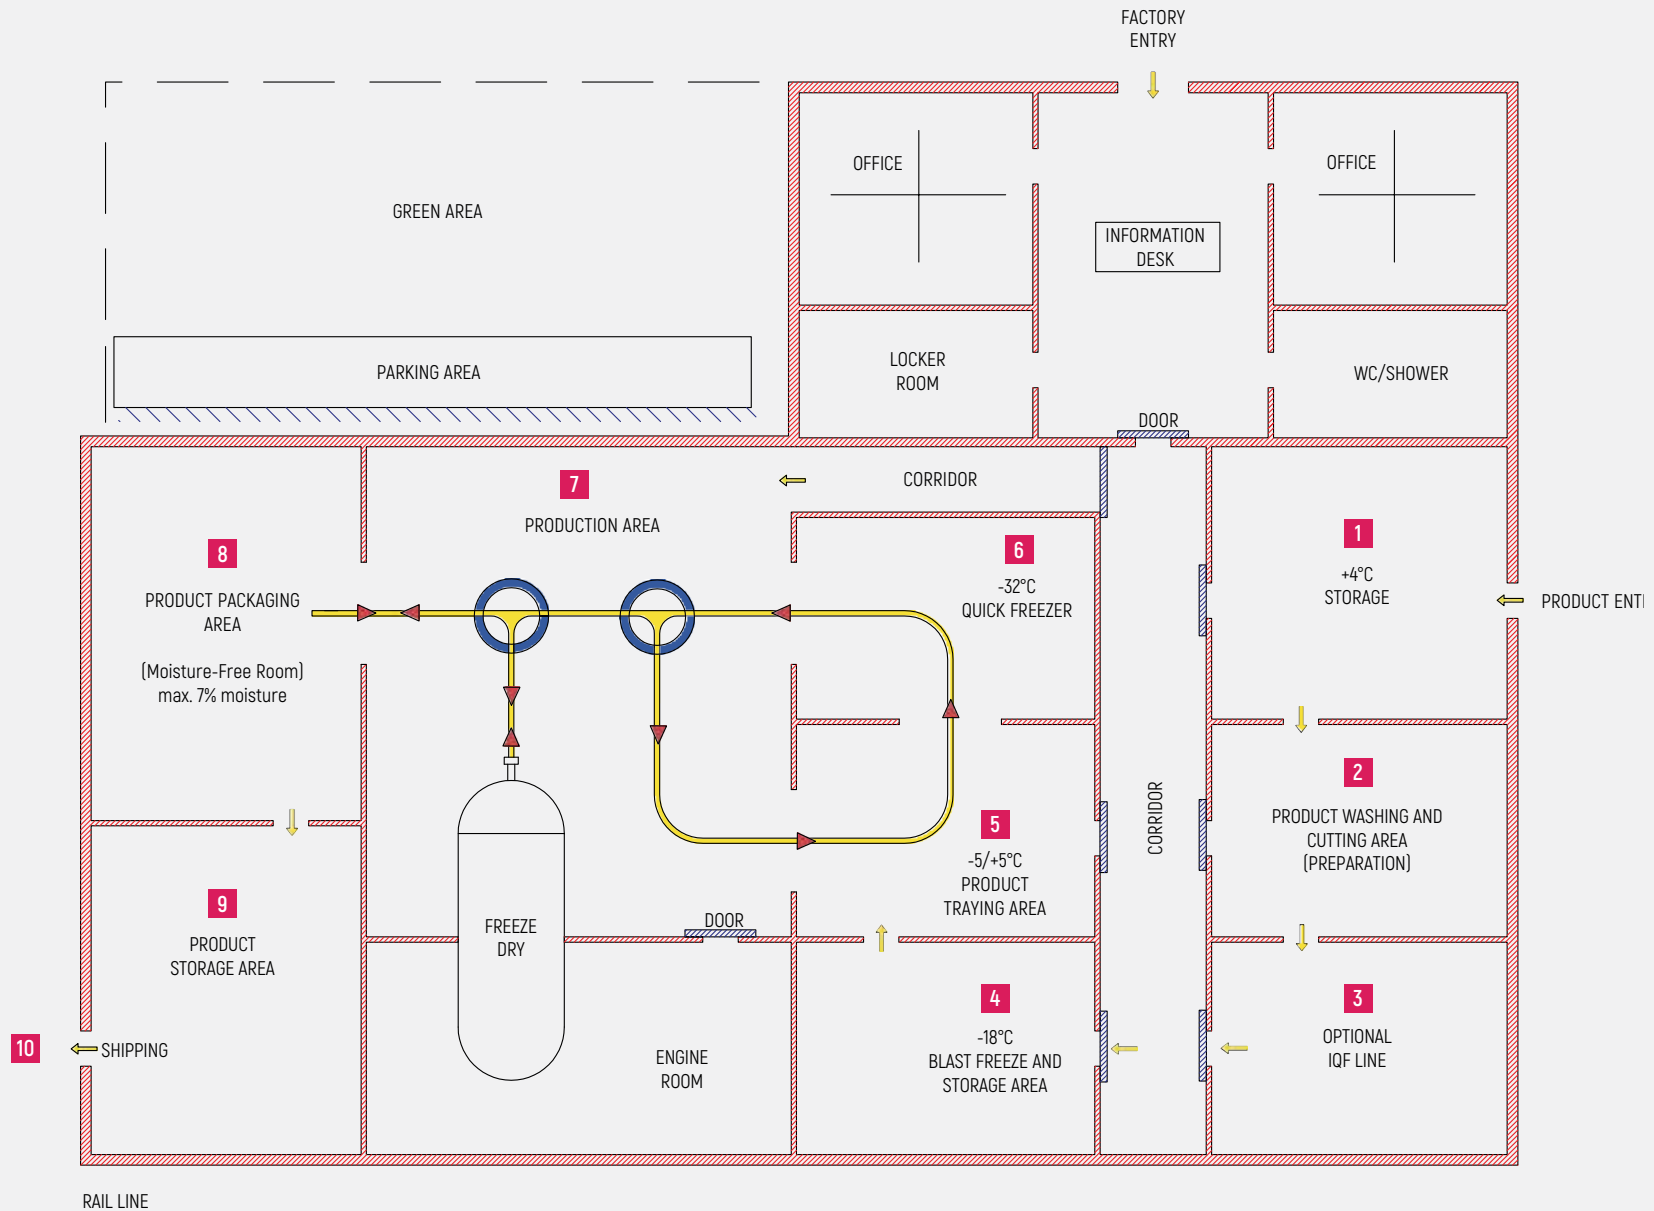 FACTORY
ENTRY
OFFICE
OFFICE
GREEN AREA
INFORMATION
DESK
PARKING AREA
LOCKER
ROOM
WC/SHOWER
DOOR
7
CORRIDOR
PRODUCTION AREA
8
PRODUCT PACKAGING
AREA
(Moisture-Free Room)
max. 7% moisture
6
-32°C
QUICK FREEZER
1
+4°C
STORAGE
PRODUCT ENT
2
PRODUCT WASHING AND
CUTTING AREA
(PREPARATION)
CORRIDOR
5
-5/+5°C
PRODUCT
TRAYING AREA
9
PRODUCT
STORAGE AREA
FREEZE
DRY
DOOR
4
-18°C
BLAST FREEZE AND
STORAGE AREA
3
OPTIONAL
IQF LINE
10
SHIPPING
ENGINE
ROOM
RAIL LINE